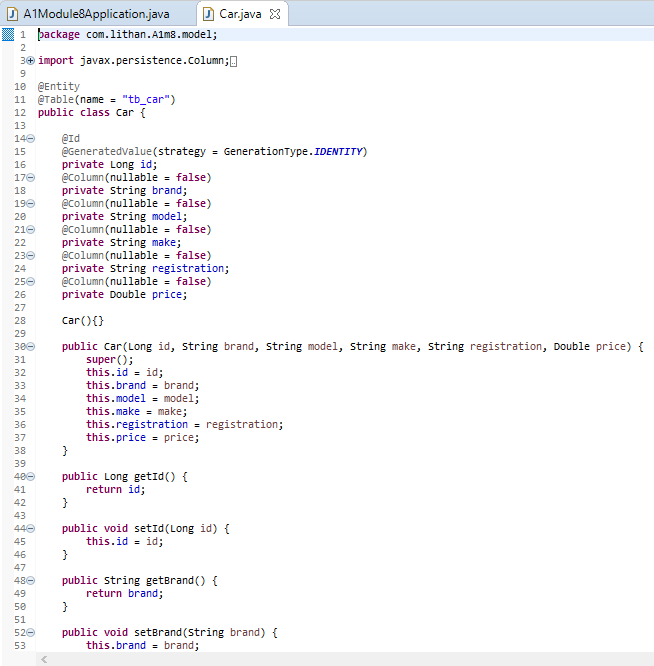 A1Module8Application.java Car.java
1 package com.lithan.A1m8.model;
2
3 import javax.persistence.Column;
9
10 @Entity
11 @Table(name = "tb_car")
12 public class Car {
13
14 @Id
15 @GeneratedValue(strategy = GenerationType.IDENTITY)
16 private Long id;
17 @Column(nullable = false)
18 private String brand;
19 @Column(nullable = false)
20 private String model;
21 @Column(nullable = false)
22 private String make;
23 @Column(nullable = false)
24 private String registration;
25 @Column(nullable = false)
26 private Double price;
27
28 Car(){}
29
30 public Car(Long id, String brand, String model, String make, String registration, Double price) {
31 super();
32 this.id = id;
33 this.brand = brand;
34 this.model = model;
35 this.make = make;
36 this.registration = registration;
37 this.price = price;
38 }
39
40 public Long getId() {
41 return id;
42 }
43
44 public void setId(Long id) {
45 this.id = id;
46 }
47
48 public String getBrand() {
49 return brand;
50 }
51
52 public void setBrand(String brand) {
53 this.brand = brand;